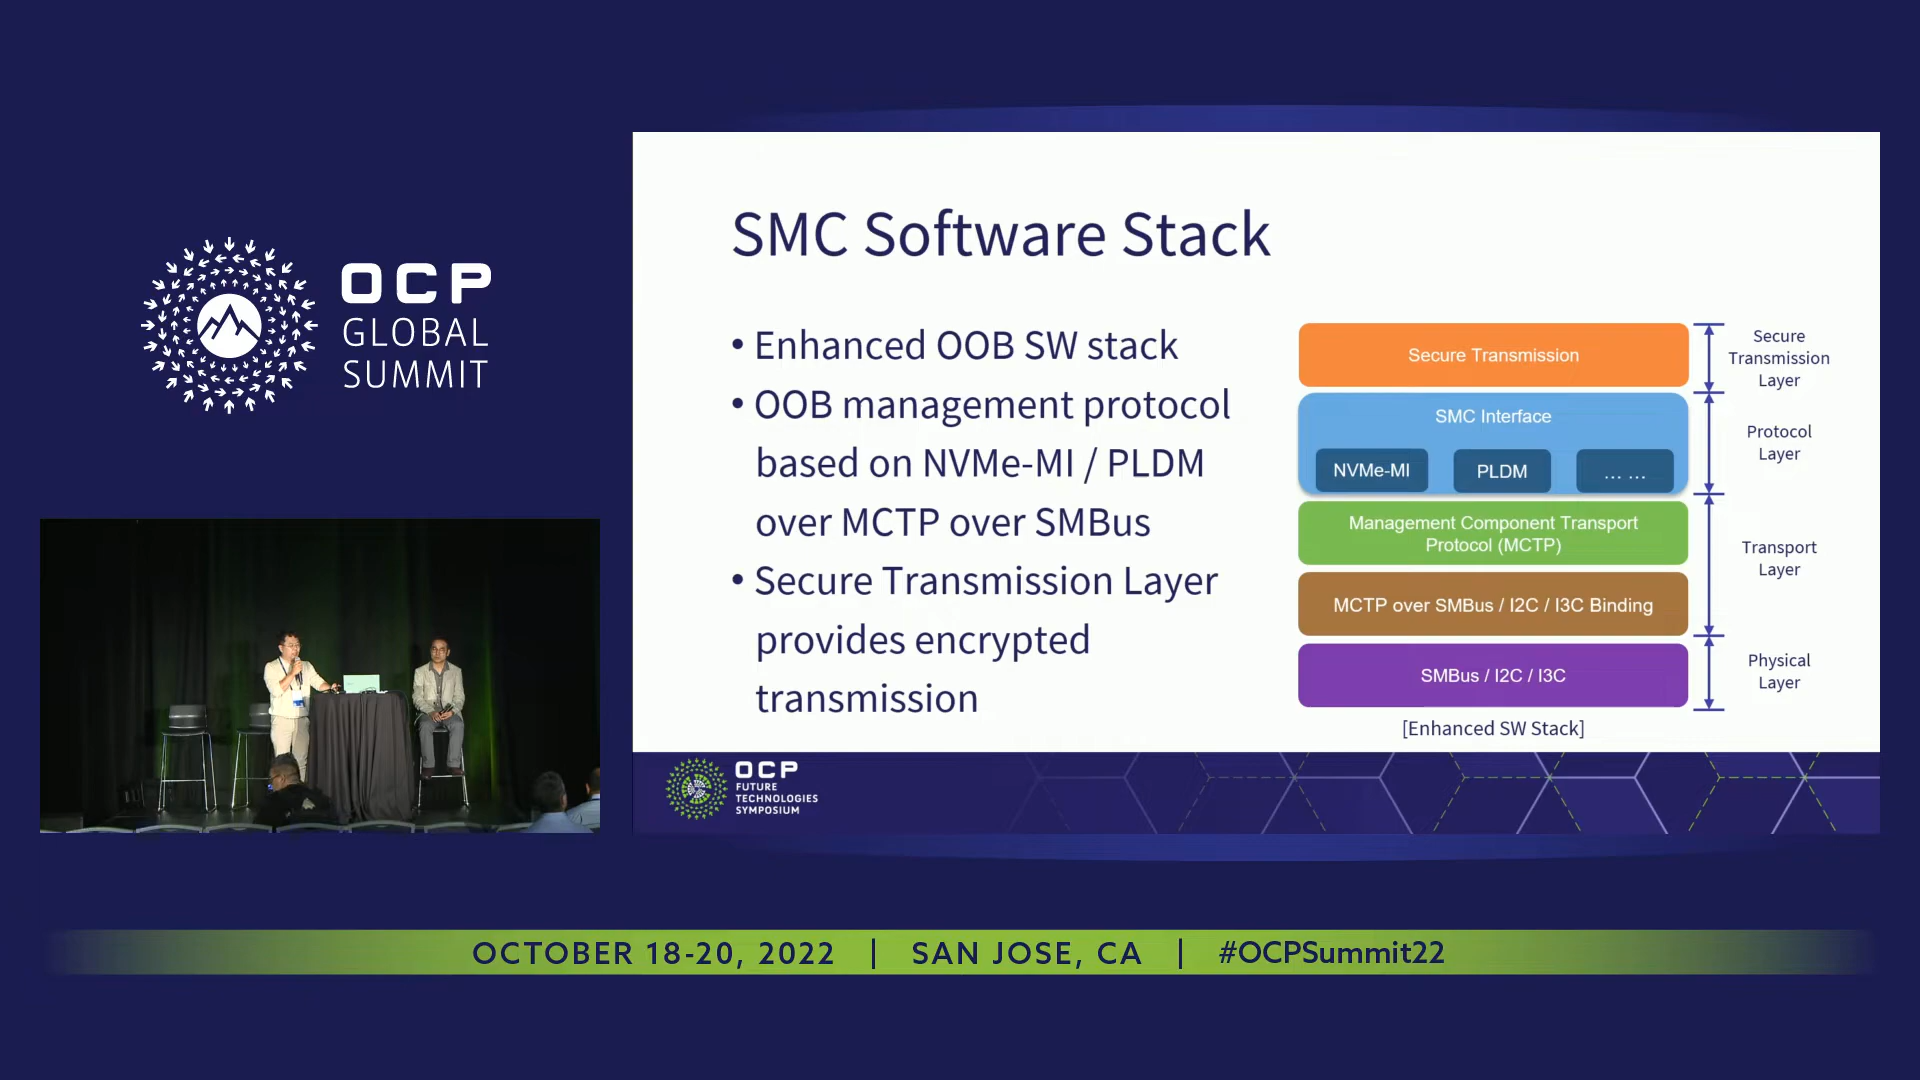 OCP
GLOBAL
SUMMIT
SMC Software Stack
• Enhanced OOB SW stack
• OOB management protocol
based on NVMe-MI / PLDM
over MCTP over SMBus
• Secure Transmission Layer
provides encrypted
transmission
Secure Transmission
SMC Interface
NVMe-MI
PLDM
... ...
Management Component Transport
Protocol (MCTP)
MCTP over SMBus / I2C / I3C Binding
SMBus / I2C / I3C
[Enhanced SW Stack]
Secure
Transmission
Layer
Protocol
Layer
Transport
Layer
Physical
Layer
OCP
FUTURE
TECHNOLOGIES
SYMPOSIUM
OCTOBER 18-20, 2022 | SAN JOSE, CA | #OCPSummit22